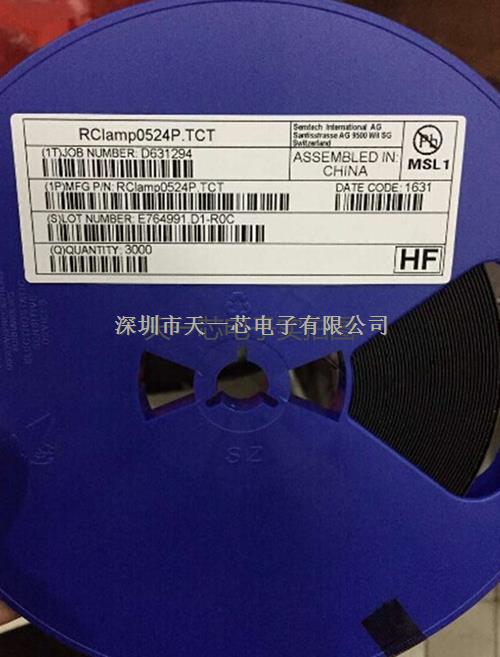 RClamp0524P.TCT
Semtech International AG
Santisstrasse AG 9500 Wil SG
Switzerland
Pb
MSL1
(1T)JOB NUMBER: D631294
ASSEMBLED IN:
CHINA
(1P)MFG P/N: RClamp0524P.TCT
DATE CODE: 1631
(S)LOT NUMBER: E764991.D1-R0C
(Q)QUANTITY: 3000
HF
深圳市天一芯电子有限公司
SZ